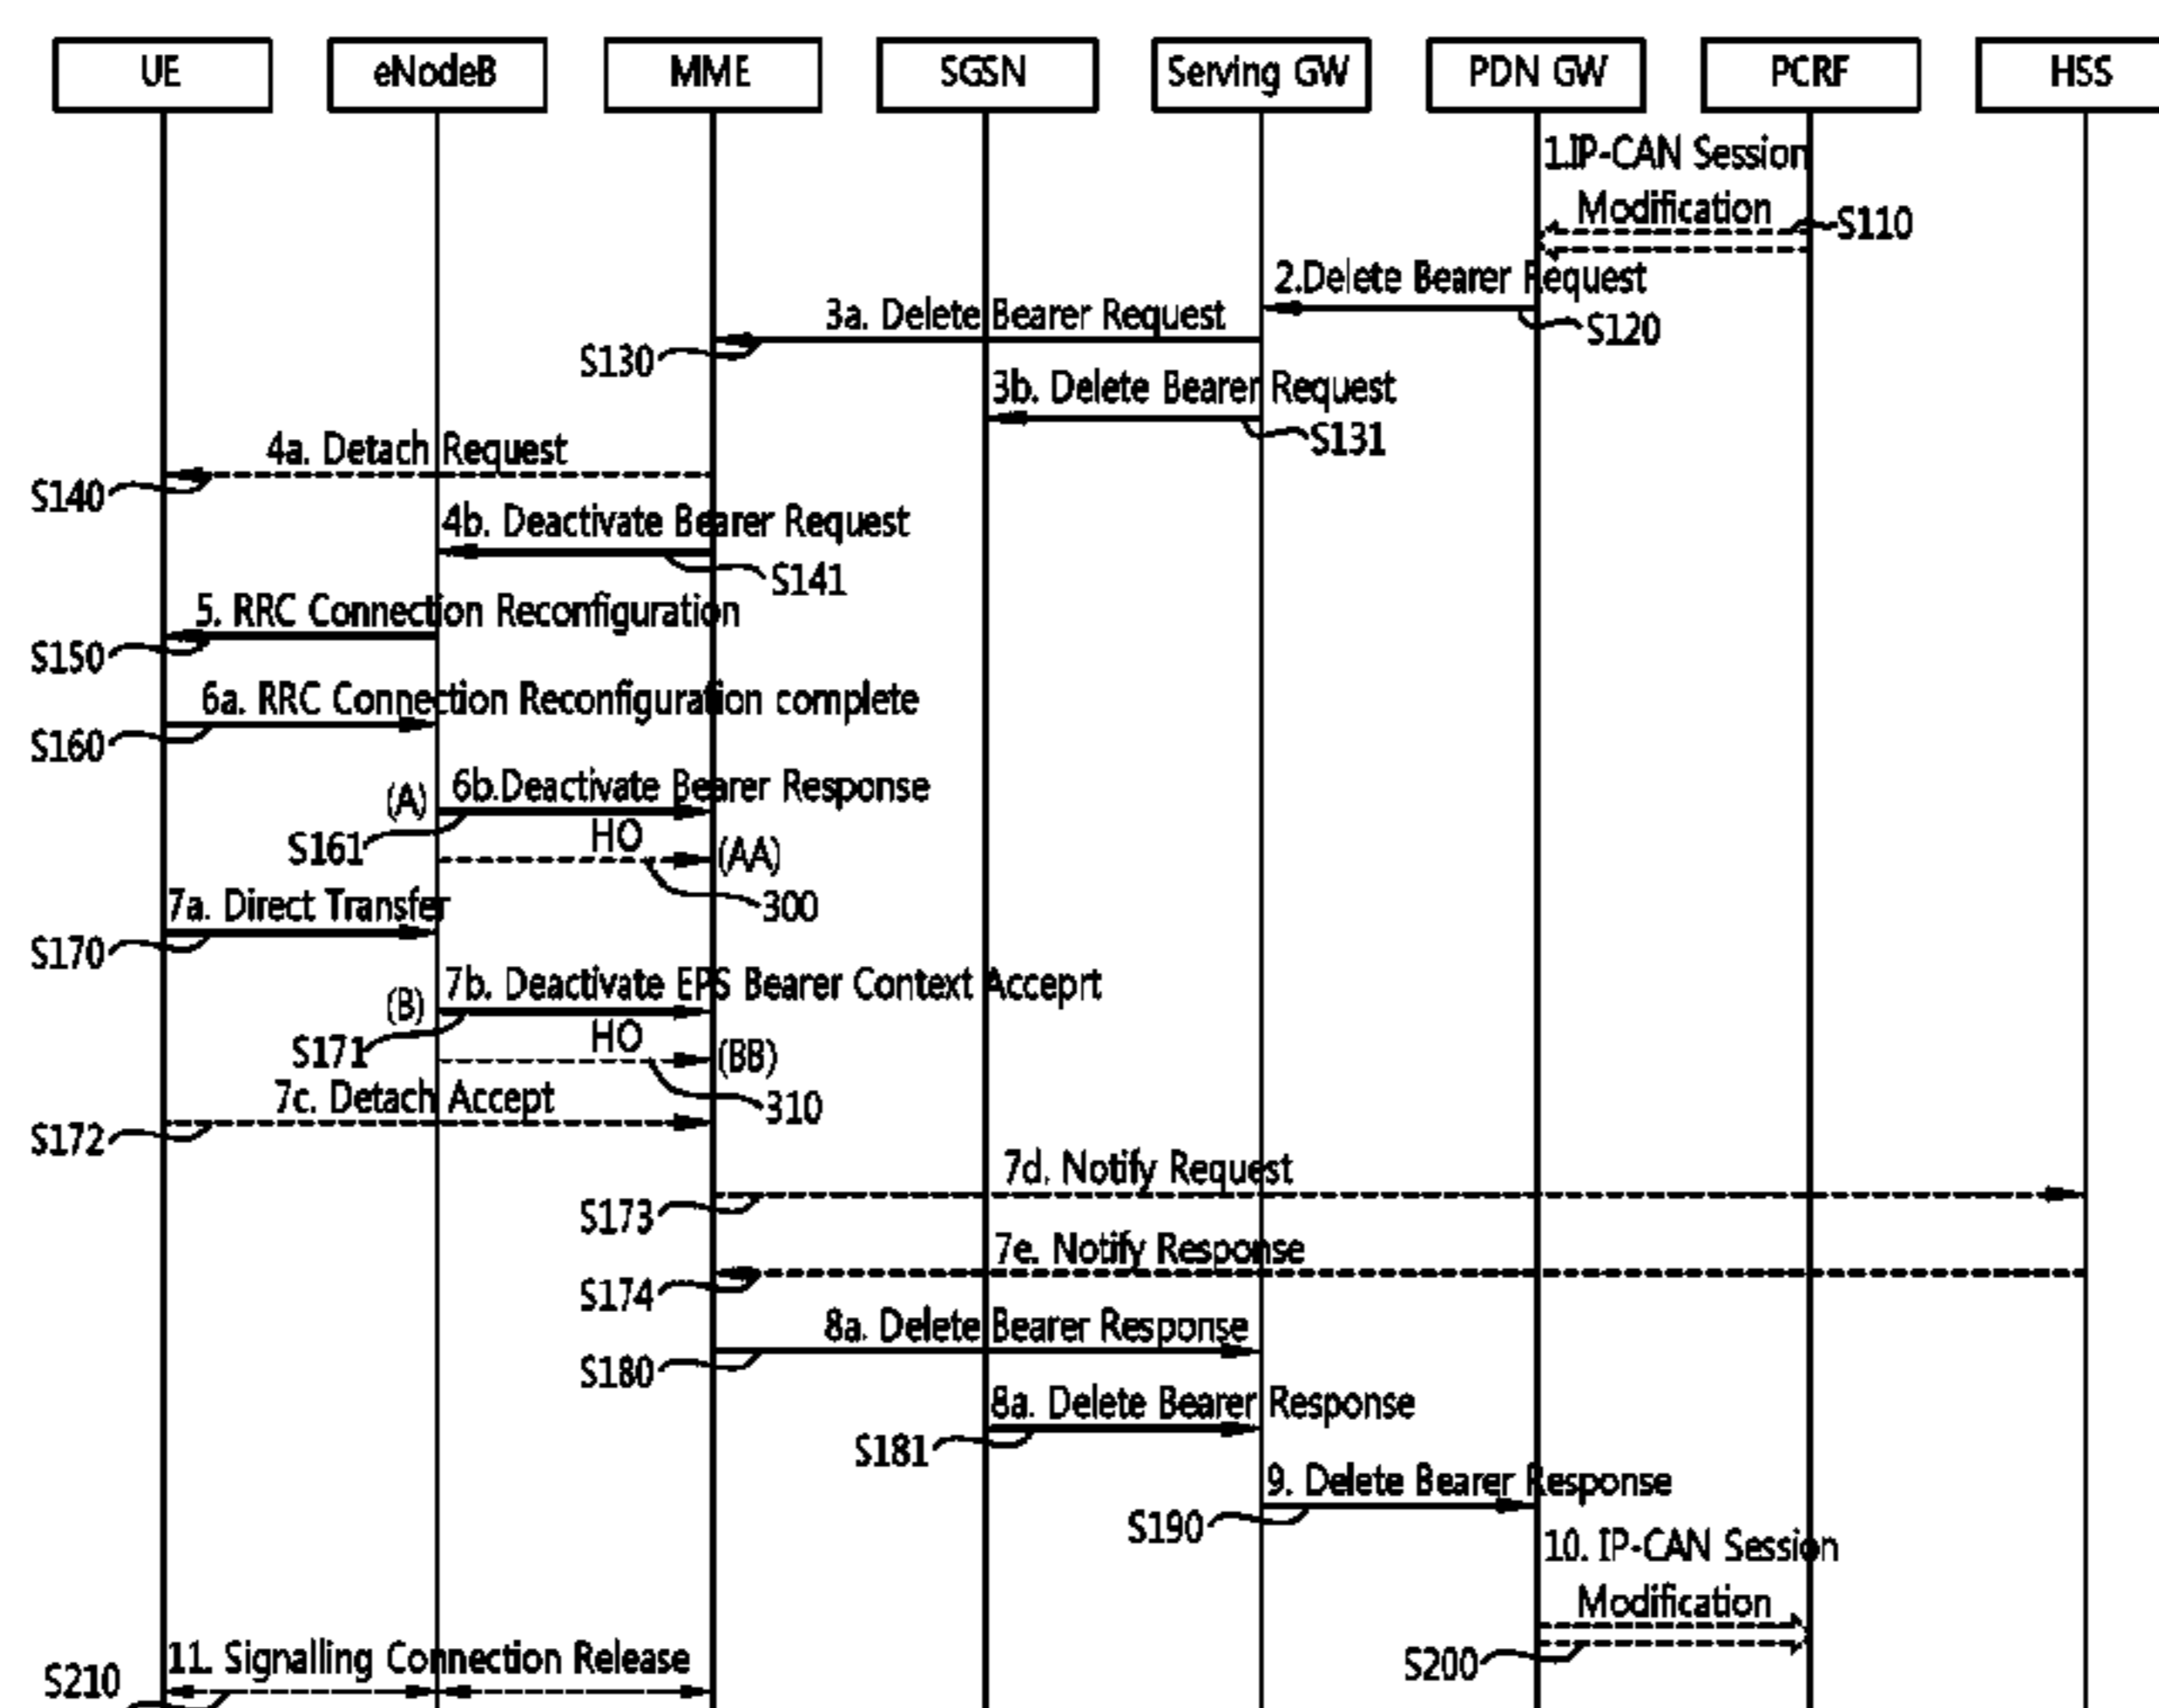 UE eNodeB MME SGSN Serving GW PDN GW PCRF HSS
1.IP-CAN Session
Modification
S110
2.Delete Bearer Request
S120
3a. Delete Bearer Request
S130
3b. Delete Bearer Request
S131
4a. Detach Request
S140
4b. Deactivate Bearer Request
S141
5. RRC Connection Reconfiguration
S150
6a. RRC Connection Reconfiguration complete
S160
(A) 6b.Deactivate Bearer Response
S161
HO (AA)
300
7a. Direct Transfer
S170
(B) 7b. Deactivate EPS Bearer Context Acceprt
S171
HO (BB)
310
7c. Detach Accept
S172
7d. Notify Request
S173
7e. Notify Response
S174
8a. Delete Bearer Response
S180
8a. Delete Bearer Response
S181
9. Delete Bearer Response
S190
10. IP-CAN Session
Modification
S200
11. Signalling Connection Release
S210